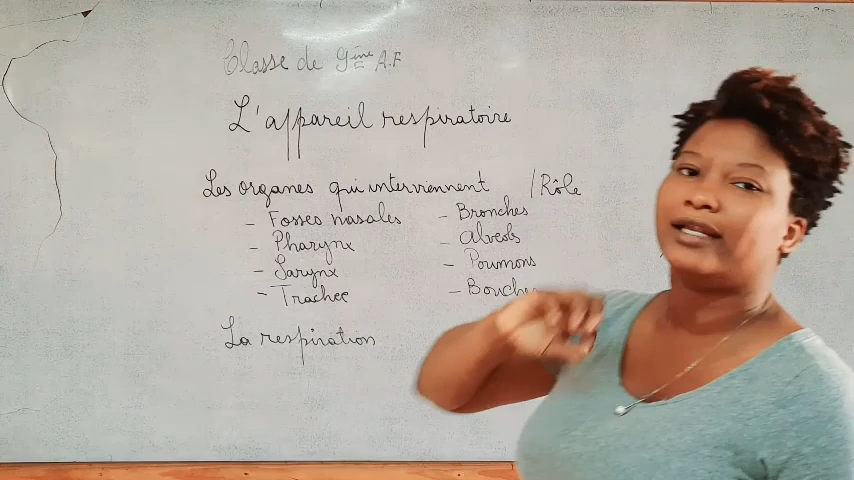 Classe de 9ème A.F
L'appareil respiratoire
Les organes qui interviennent /Rôle
- Fosses nasales
- Pharynx
- Larynx
- Trachee
- Bronches
- Alveols
- Poumons
- Bouche
La respiration